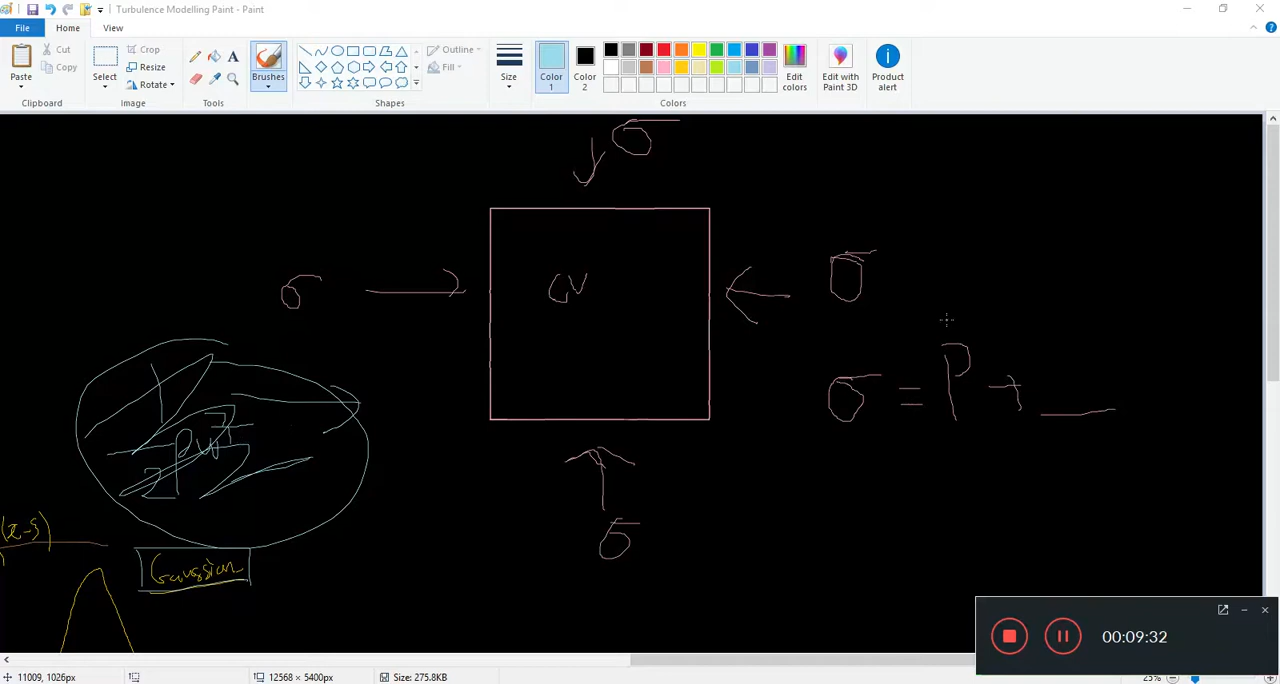 Turbulence Modelling Paint - Paint
File Home View
Paste Cut Copy
Select Crop Resize Rotate
A
Brushes
Outline Fill
Size
Color 1
Color 2
Edit colors
Edit with Paint 3D
Product alert
Clipboard Image Tools Shapes Colors
σ
σ
CV
σ
σ = P +
σ
(x-ξ)
Gaussian
00:09:32
11009, 1026px 12568 × 5400px Size: 275.8KB 25%